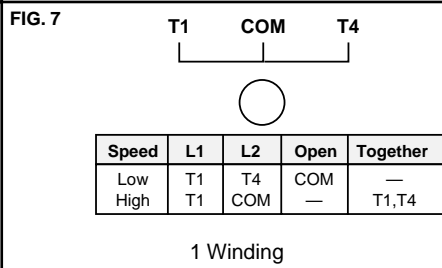 FIG. 7
T1 COM T4
Speed L1 L2 Open Together
Low T1 T4 COM —
High T1 COM — T1,T4
1 Winding